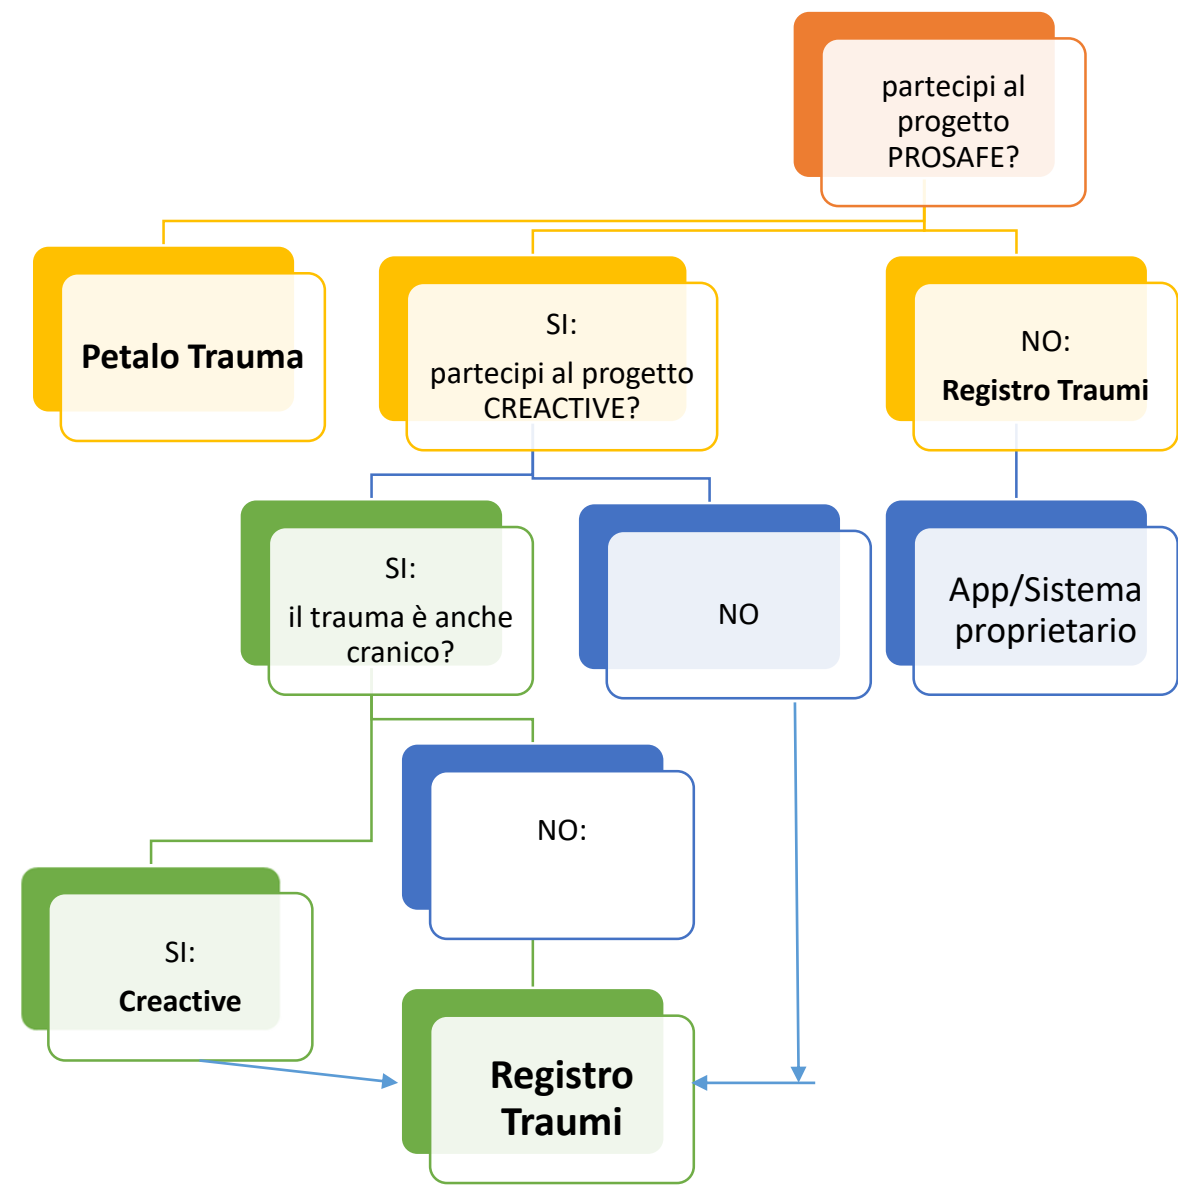 partecipi al
progetto
PROSAFE?
Petalo Trauma
SI:
partecipi al progetto
CREACTIVE?
NO:
Registro Traumi
SI:
il trauma è anche
cranico?
NO
App/Sistema
proprietario
NO:
SI:
Creactive
Registro
Traumi